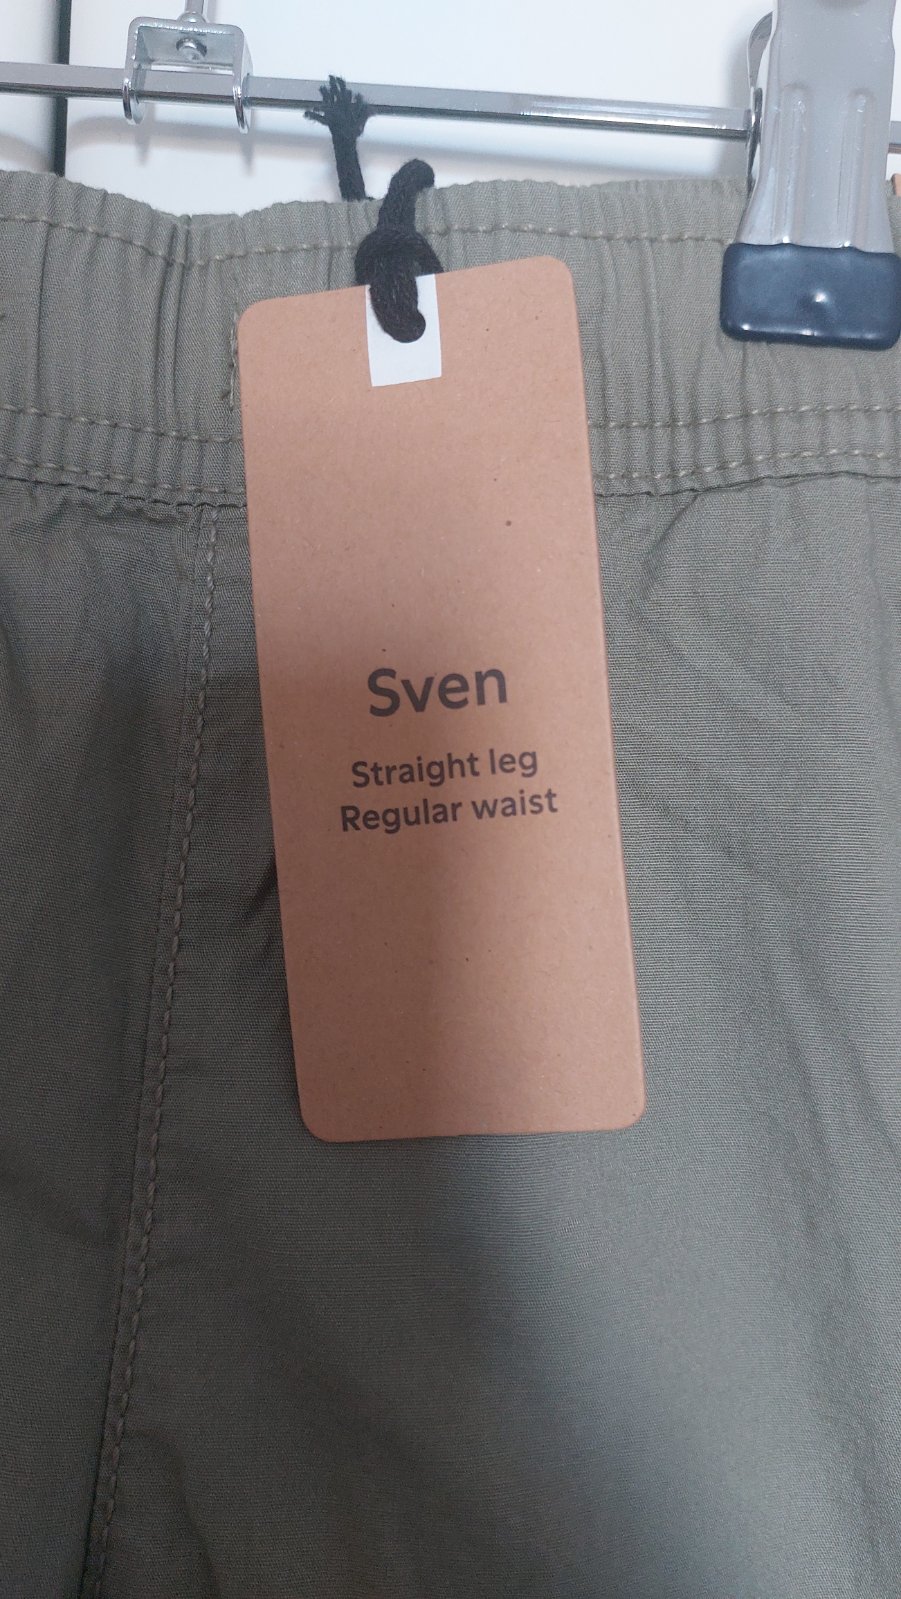 Sven
Straight leg
Regular waist